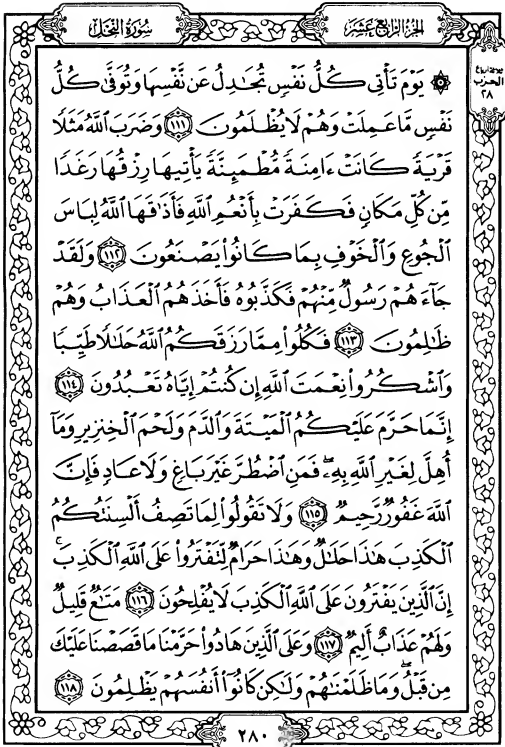 الجزء الرابع عشر
سورة النحل
ثلاثة أرباع
الحزب
٢٨
۞ يَوْمَ تَأْتِي كُلُّ نَفْسٍ تُجَٰدِلُ عَن نَّفْسِهَا وَتُوَفَّىٰ كُلُّ
نَفْسٍ مَّا عَمِلَتْ وَهُمْ لَا يُظْلَمُونَ ١١١ وَضَرَبَ ٱللَّهُ مَثَلًا
قَرْيَةً كَانَتْ ءَامِنَةً مُّطْمَئِنَّةً يَأْتِيهَا رِزْقُهَا رَغَدًا
مِّن كُلِّ مَكَانٍ فَكَفَرَتْ بِأَنْعُمِ ٱللَّهِ فَأَذَٰقَهَا ٱللَّهُ لِبَاسَ
ٱلْجُوعِ وَٱلْخَوْفِ بِمَا كَانُوا۟ يَصْنَعُونَ ١١٢ وَلَقَدْ
جَآءَهُمْ رَسُولٌ مِّنْهُمْ فَكَذَّبُوهُ فَأَخَذَهُمُ ٱلْعَذَابُ وَهُمْ
ظَٰلِمُونَ ١١٣ فَكُلُوا۟ مِمَّا رَزَقَكُمُ ٱللَّهُ حَلَٰلًا طَيِّبًا
وَٱشْكُرُوا۟ نِعْمَتَ ٱللَّهِ إِن كُنتُمْ إِيَّاهُ تَعْبُدُونَ ١١٤
إِنَّمَا حَرَّمَ عَلَيْكُمُ ٱلْمَيْتَةَ وَٱلدَّمَ وَلَحْمَ ٱلْخِنزِيرِ وَمَآ
أُهِلَّ لِغَيْرِ ٱللَّهِ بِهِۦ ۖ فَمَنِ ٱضْطُرَّ غَيْرَ بَاغٍ وَلَا عَادٍ فَإِنَّ
ٱللَّهَ غَفُورٌ رَّحِيمٌ ١١٥ وَلَا تَقُولُوا۟ لِمَا تَصِفُ أَلْسِنَتُكُمُ
ٱلْكَذِبَ هَٰذَا حَلَٰلٌ وَهَٰذَا حَرَامٌ لِّتَفْتَرُوا۟ عَلَى ٱللَّهِ ٱلْكَذِبَ ۚ
إِنَّ ٱلَّذِينَ يَفْتَرُونَ عَلَى ٱللَّهِ ٱلْكَذِبَ لَا يُفْلِحُونَ ١١٦ مَتَٰعٌ قَلِيلٌ
وَلَهُمْ عَذَابٌ أَلِيمٌ ١١٧ وَعَلَى ٱلَّذِينَ هَادُوا۟ حَرَّمْنَا مَا قَصَصْنَا عَلَيْكَ
مِن قَبْلُ ۖ وَمَا ظَلَمْنَٰهُمْ وَلَٰكِن كَانُوٓا۟ أَنفُسَهُمْ يَظْلِمُونَ ١١٨
٢٨٠